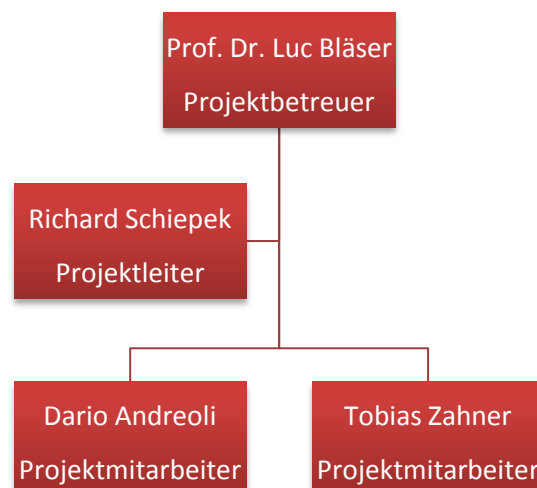 Prof. Dr. Luc Bläser
Projektbetreuer
Richard Schiepek
Projektleiter
Dario Andreoli
Projektmitarbeiter
Tobias Zahner
Projektmitarbeiter